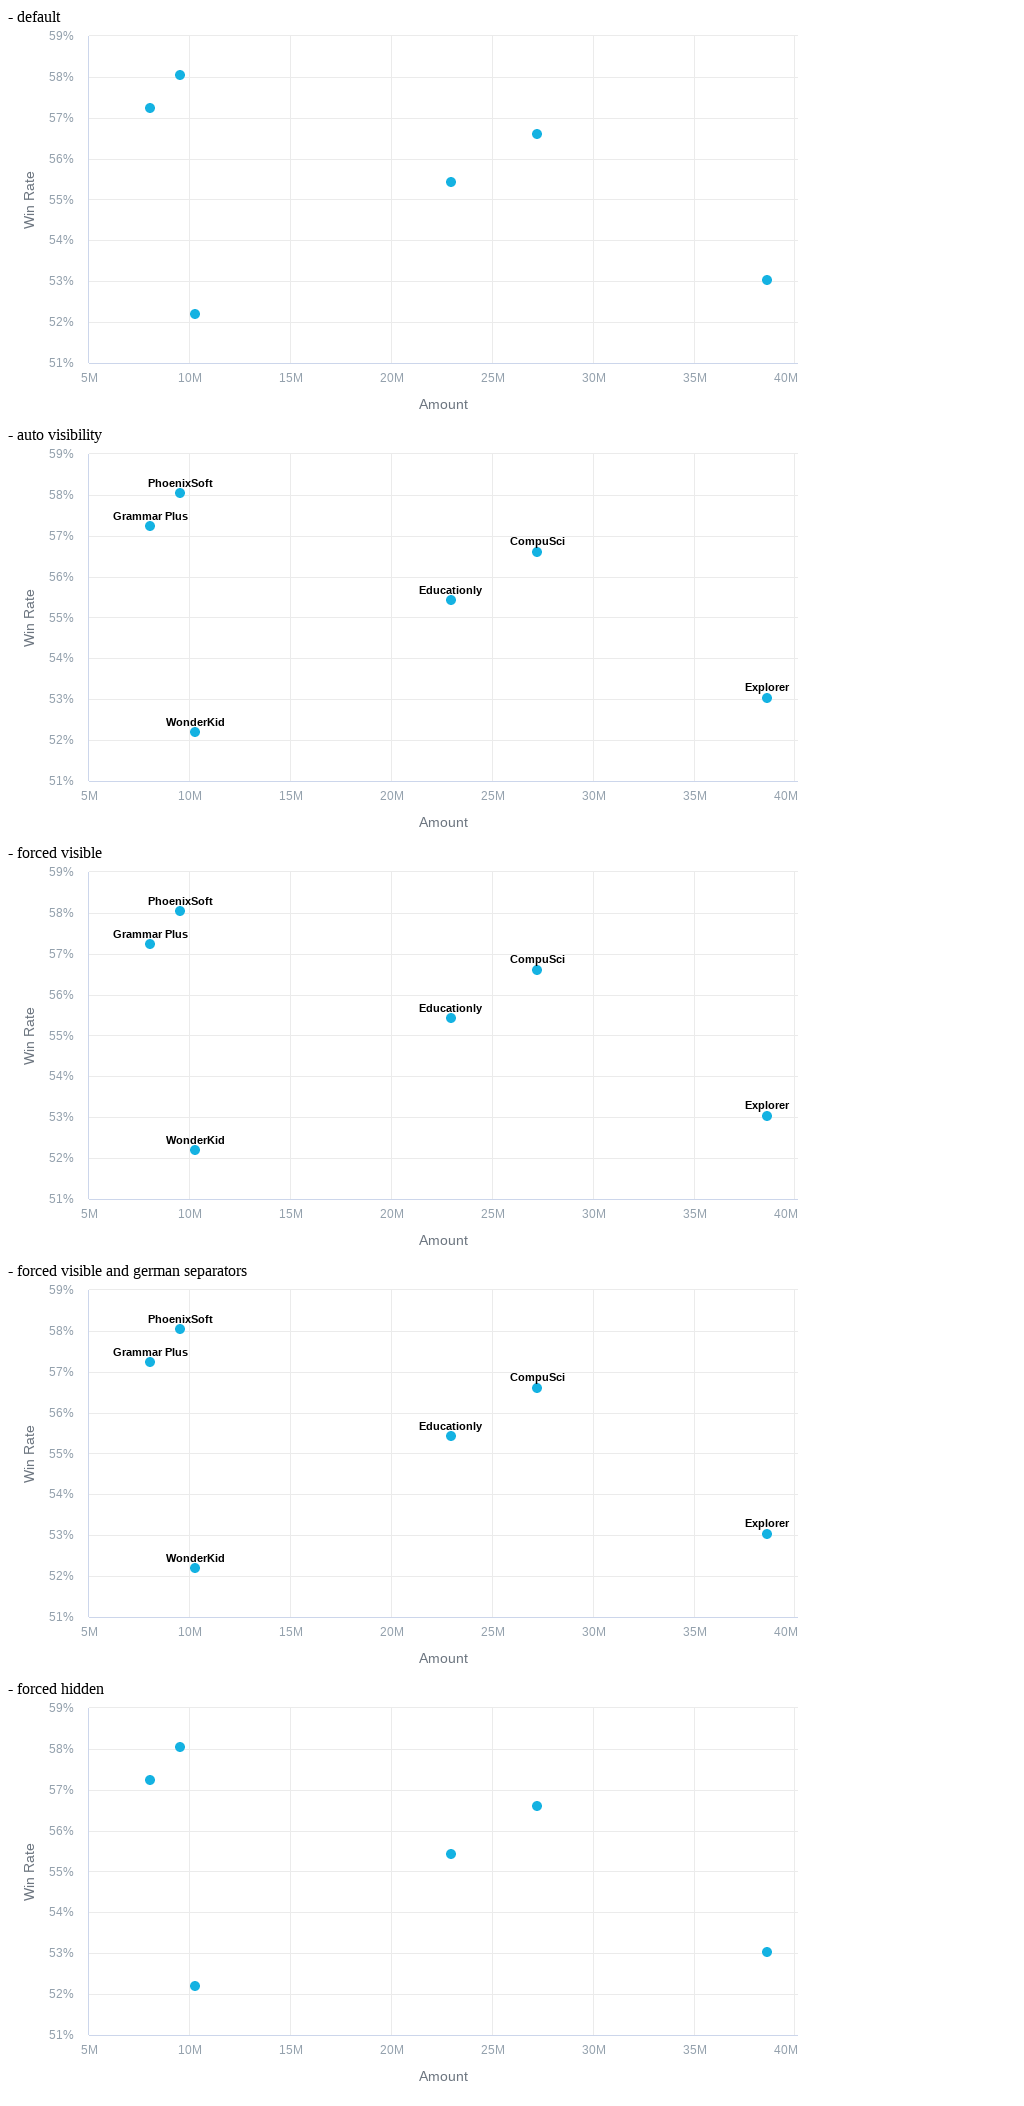 - default
59%
58%
57%
56%
55%
54%
53%
52%
51%
Win Rate
5M 10M 15M 20M 25M 30M 35M 40M
Amount
- auto visibility
59%
PhoenixSoft
58%
Grammar Plus
57%
CompuSci
56%
Educationly
55%
54%
Explorer
53%
WonderKid
52%
51%
Win Rate
5M 10M 15M 20M 25M 30M 35M 40M
Amount
- forced visible
59%
PhoenixSoft
58%
Grammar Plus
57%
CompuSci
56%
Educationly
55%
54%
Explorer
53%
WonderKid
52%
51%
Win Rate
5M 10M 15M 20M 25M 30M 35M 40M
Amount
- forced visible and german separators
59%
PhoenixSoft
58%
Grammar Plus
57%
CompuSci
56%
Educationly
55%
54%
Explorer
53%
WonderKid
52%
51%
Win Rate
5M 10M 15M 20M 25M 30M 35M 40M
Amount
- forced hidden
59%
58%
57%
56%
55%
54%
53%
52%
51%
Win Rate
5M 10M 15M 20M 25M 30M 35M 40M
Amount